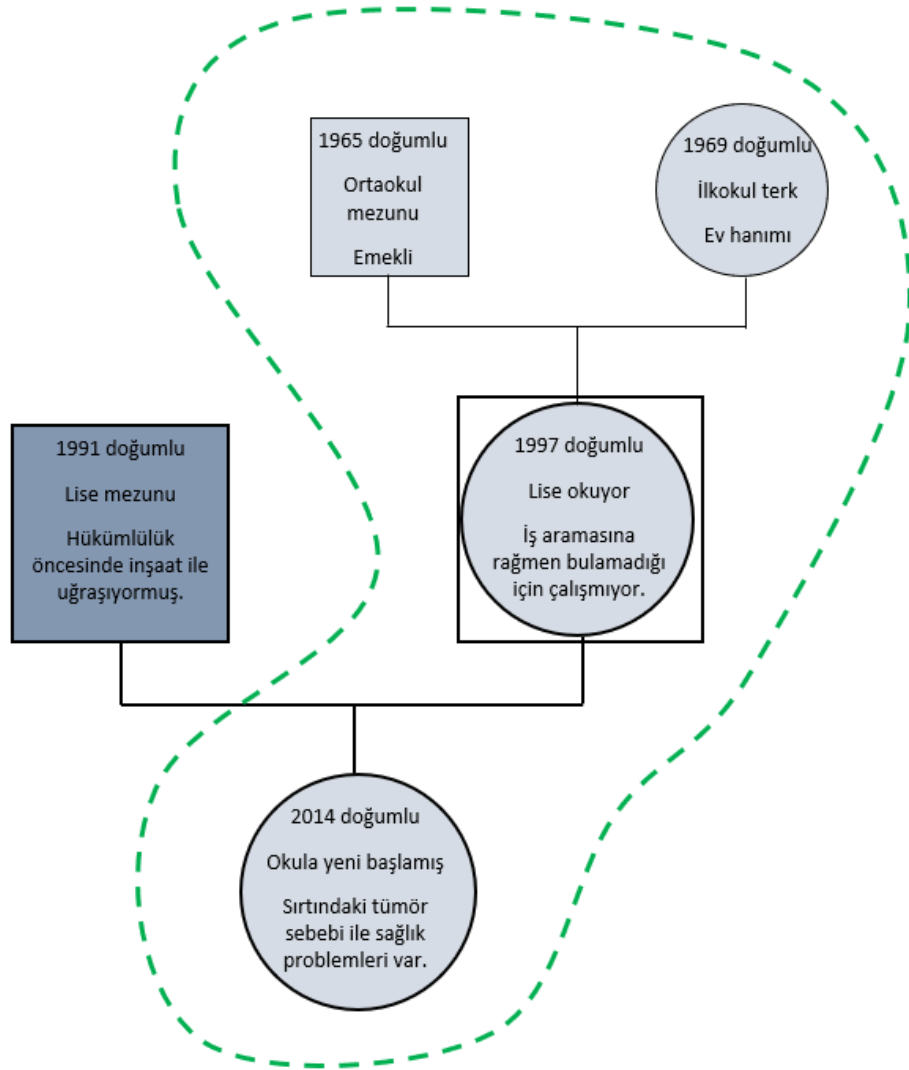 1965 doğumlu
Ortaokul
mezunu
Emekli
1969 doğumlu
İlkokul terk
Ev hanımı
1991 doğumlu
Lise mezunu
Hükümlülük
öncesinde inşaat ile
uğraşıyormuş.
1997 doğumlu
Lise okuyor
İş aramasına
rağmen bulamadığı
için çalışmıyor.
2014 doğumlu
Okula yeni başlamış
Sırtındaki tümör
sebebi ile sağlık
problemleri var.